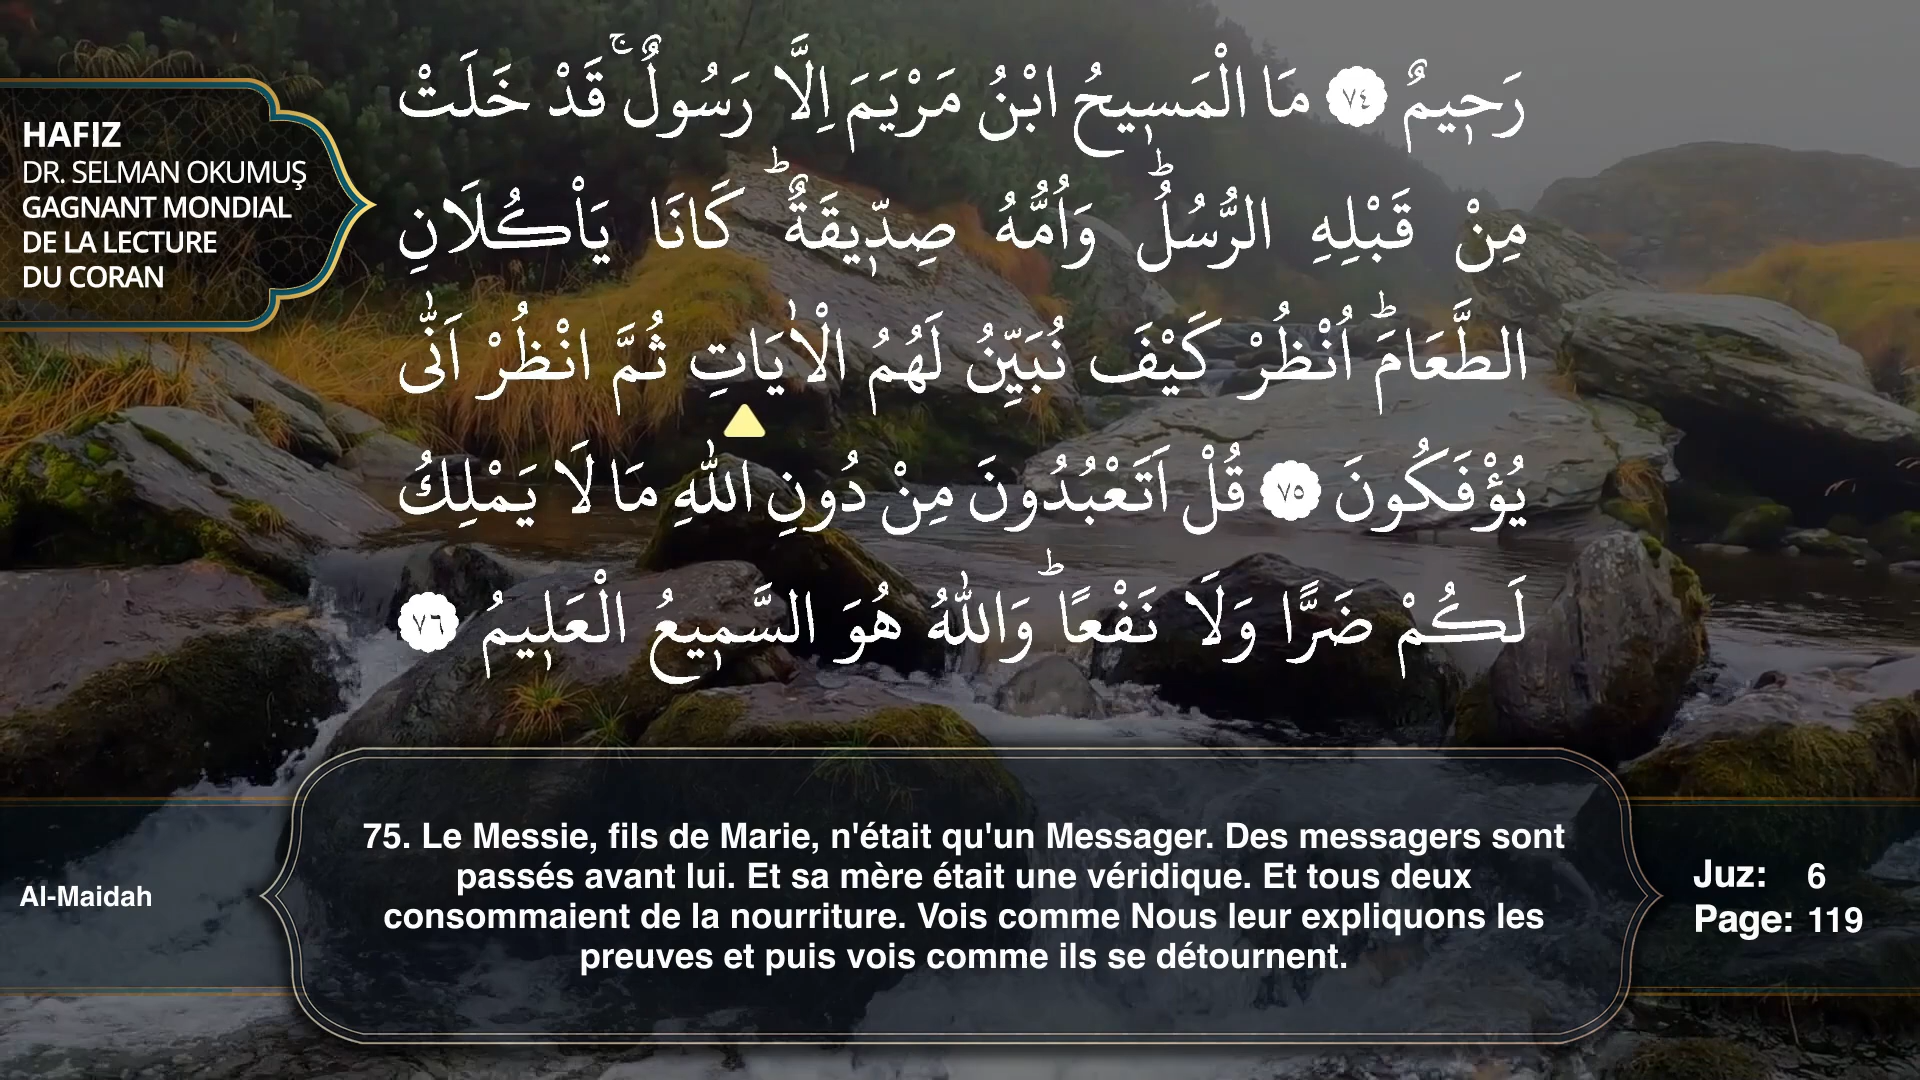 HAFIZ
DR. SELMAN OKUMUŞ
GAGNANT MONDIAL
DE LA LECTURE
DU CORAN
رَحِيمٌ ﴿٧٤﴾ مَا الْمَسِيحُ ابْنُ مَرْيَمَ اِلَّا رَسُولٌۚ قَدْ خَلَتْ
مِنْ قَبْلِهِ الرُّسُلُۜ وَاُمُّهُ صِدّ۪يقَةٌۜ كَانَا يَاْكُلَانِ
الطَّعَامَۜ اُنْظُرْ كَيْفَ نُبَيِّنُ لَهُمُ الْاٰيَاتِ ثُمَّ انْظُرْ اَنّٰى
يُؤْفَكُونَ ﴿٧٥﴾ قُلْ اَتَعْبُدُونَ مِنْ دُونِ اللّٰهِ مَا لَا يَمْلِكُ
لَكُمْ ضَرًّا وَلَا نَفْعًاۜ وَاللّٰهُ هُوَ السَّم۪يعُ الْعَل۪يمُ ﴿٧٦﴾
75. Le Messie, fils de Marie, n'était qu'un Messager. Des messagers sont
passés avant lui. Et sa mère était une véridique. Et tous deux
consommaient de la nourriture. Vois comme Nous leur expliquons les
preuves et puis vois comme ils se détournent.
Al-Maidah
Juz: 6
Page: 119